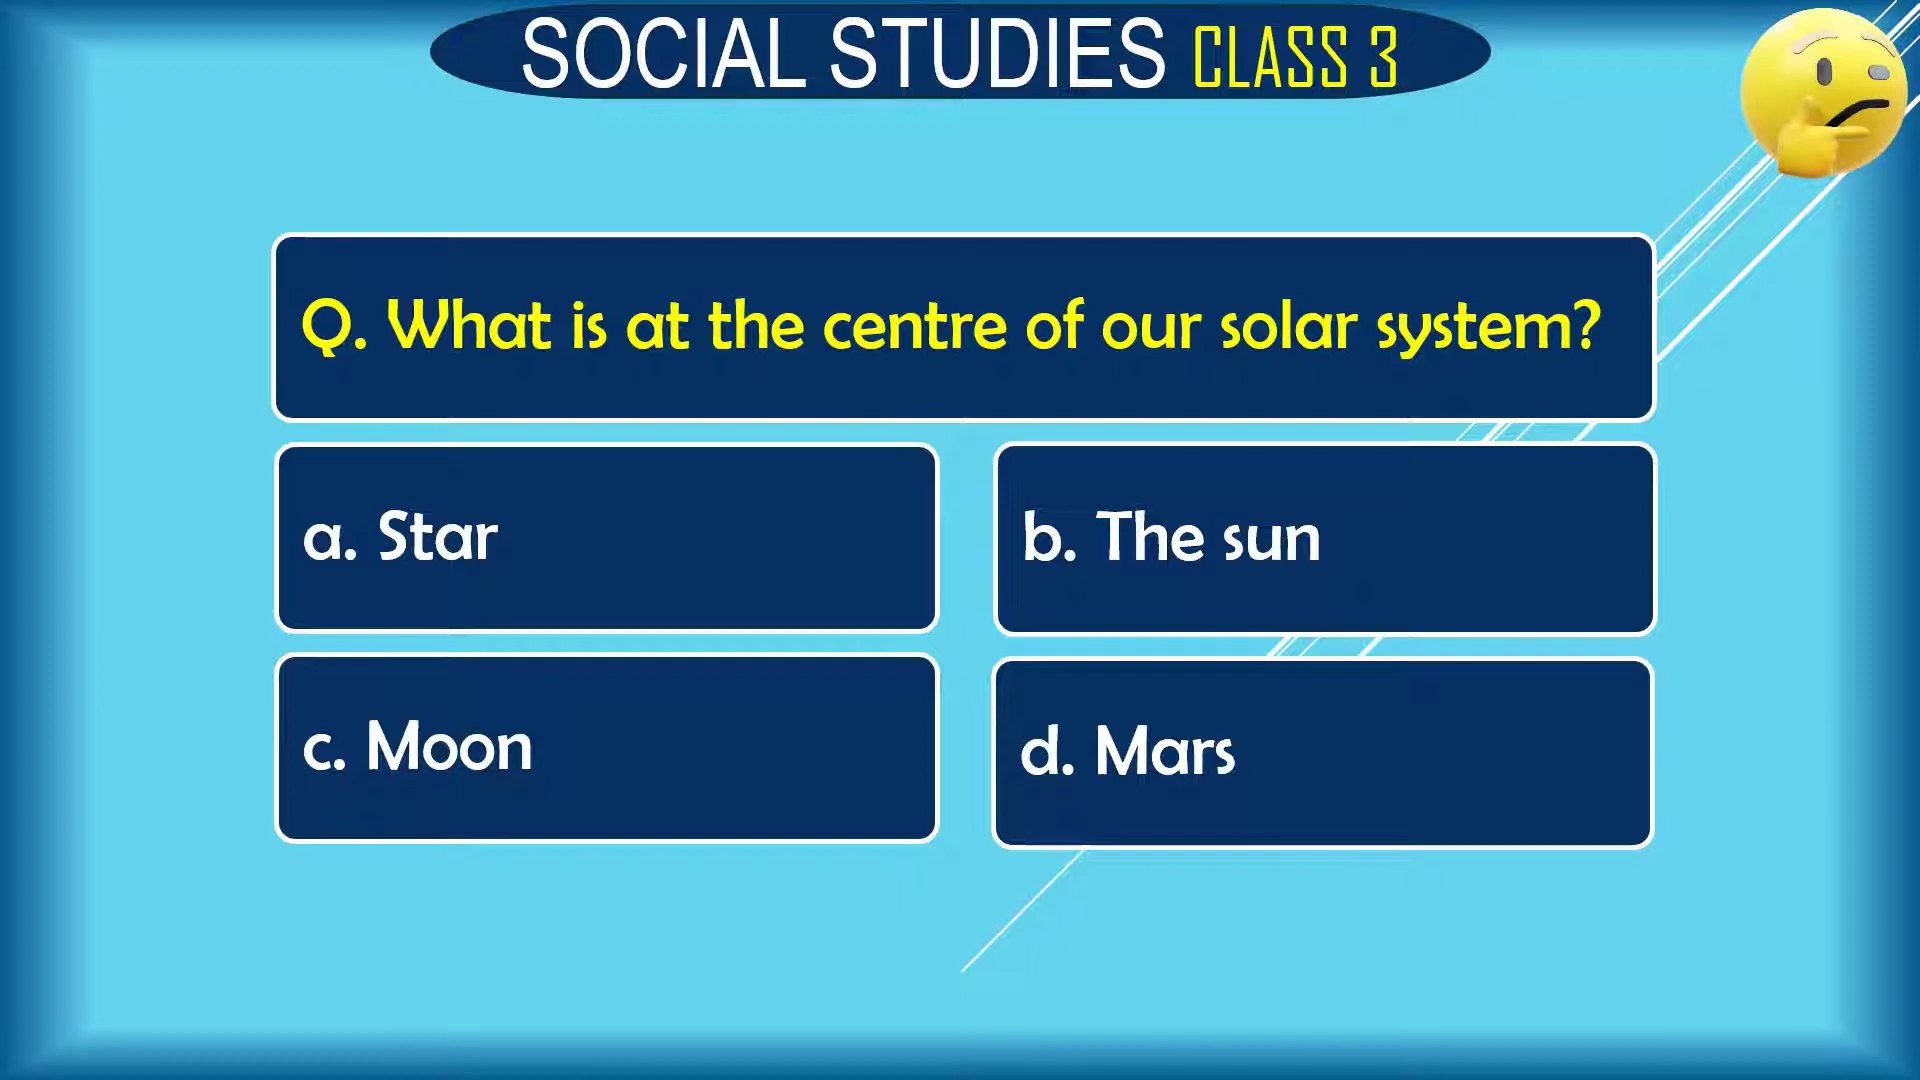 SOCIAL STUDIES CLASS 3
Q. What is at the centre of our solar system?
a. Star
b. The sun
c. Moon
d. Mars